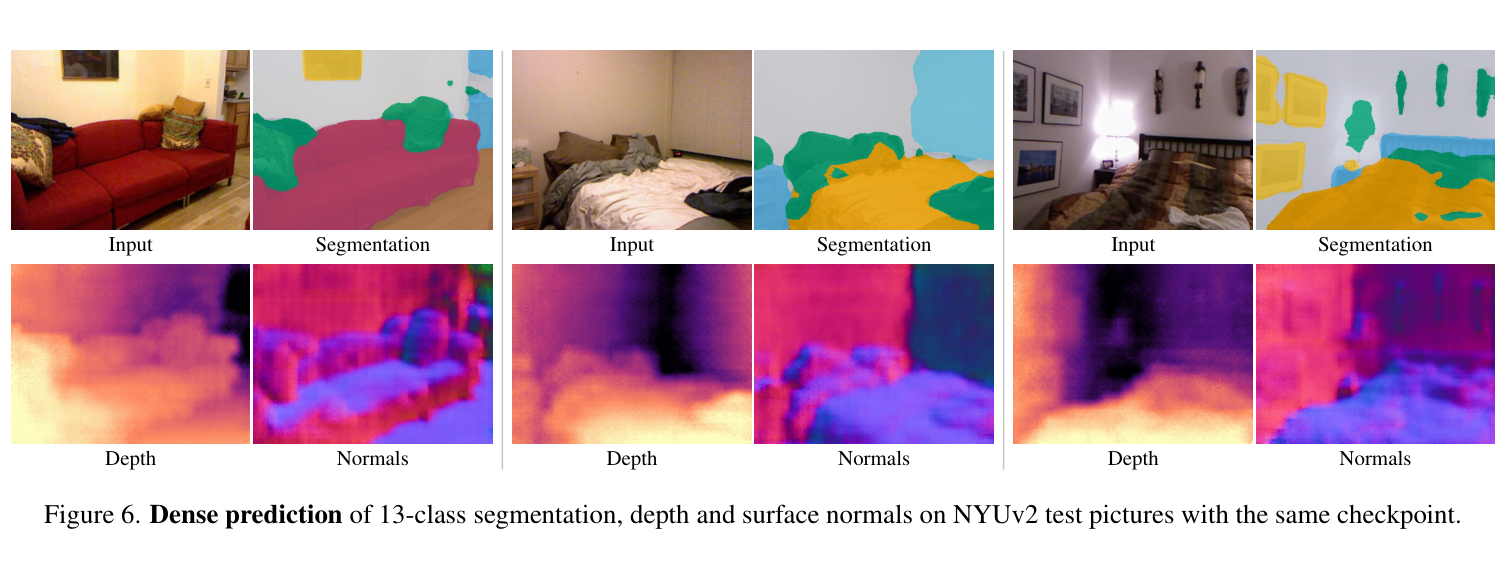 Input
Segmentation
Input
Segmentation
Input
Segmentation
Depth
Normals
Depth
Normals
Depth
Normals
Figure 6. Dense prediction of 13-class segmentation, depth and surface normals on NYUv2 test pictures with the same checkpoint.